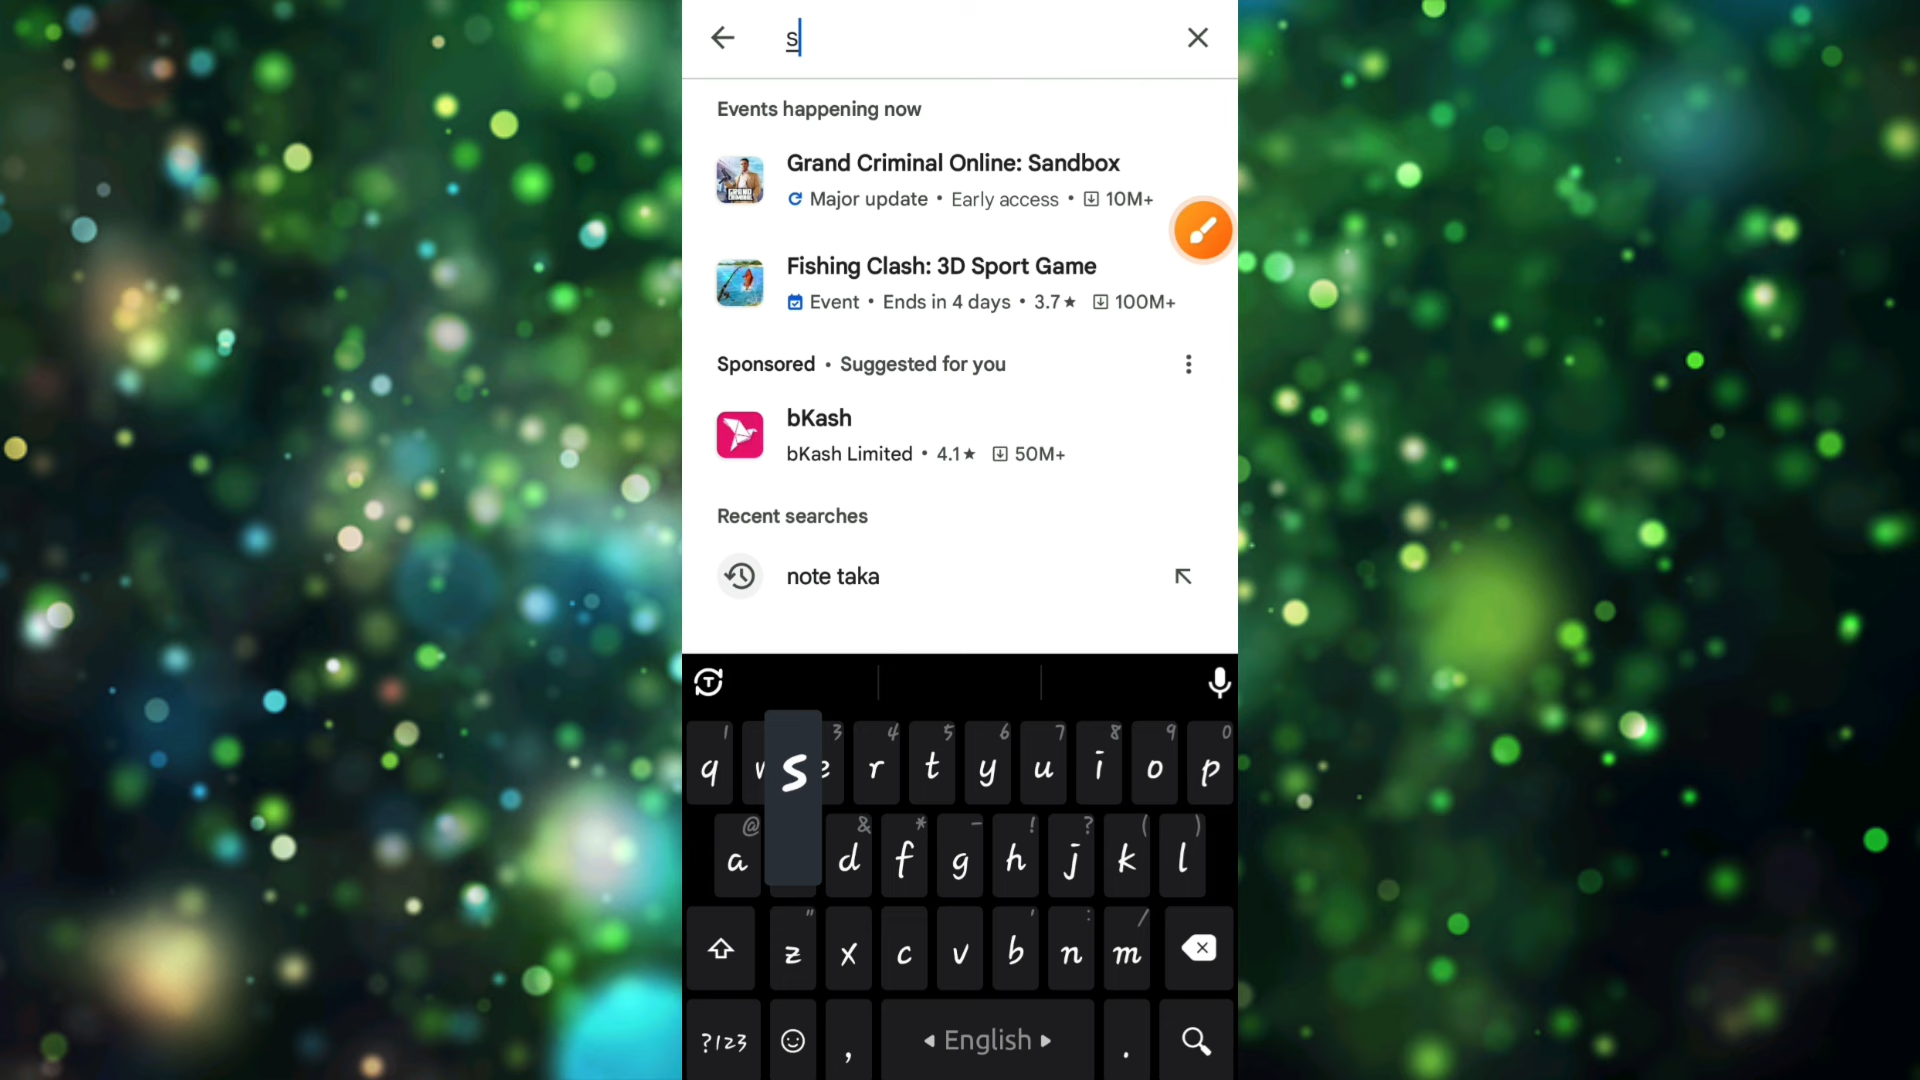 s
Events happening now
Grand Criminal Online: Sandbox
Major update • Early access • 10M+
Fishing Clash: 3D Sport Game
Event • Ends in 4 days • 3.7★ 100M+
Sponsored • Suggested for you
bKash
bKash Limited • 4.1★ 50M+
Recent searches
note taka
1 3 4 5 6 7 8 9 0
q w e r t y u i o p
S
@ & * – ! ? ( )
a d f g h j k l
" ' : /
z x c v b n m
?123 , English .